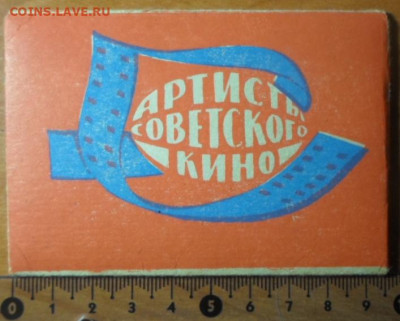 COINS.LAVE.RU
АРТИСТЫ
СОВЕТСКОГО
КИНО
0 1 2 3 4 5 6 7 8 9